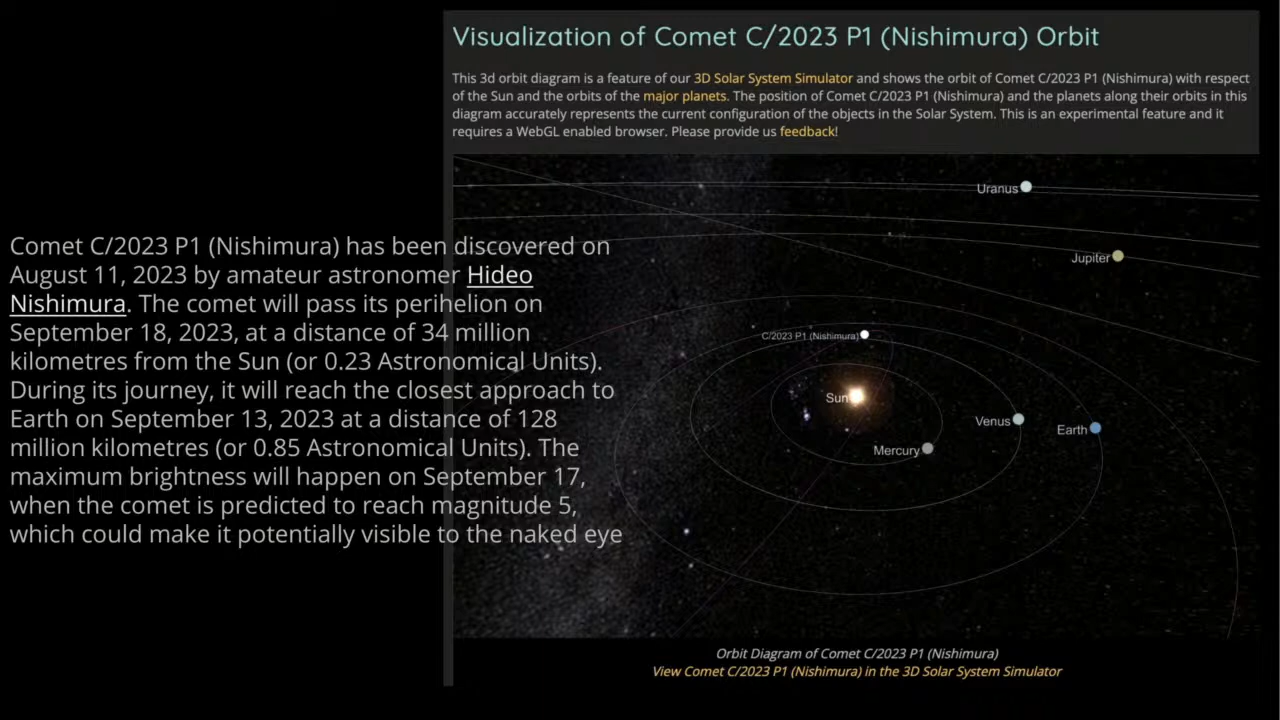 Visualization of Comet C/2023 P1 (Nishimura) Orbit
This 3d orbit diagram is a feature of our 3D Solar System Simulator and shows the orbit of Comet C/2023 P1 (Nishimura) with respect
of the Sun and the orbits of the major planets. The position of Comet C/2023 P1 (Nishimura) and the planets along their orbits in this
diagram accurately represents the current configuration of the objects in the Solar System. This is an experimental feature and it
requires a WebGL enabled browser. Please provide us feedback!
Comet C/2023 P1 (Nishimura) has been discovered on
August 11, 2023 by amateur astronomer Hideo
Nishimura. The comet will pass its perihelion on
September 18, 2023, at a distance of 34 million
kilometres from the Sun (or 0.23 Astronomical Units).
During its journey, it will reach the closest approach to
Earth on September 13, 2023 at a distance of 128
million kilometres (or 0.85 Astronomical Units). The
maximum brightness will happen on September 17,
when the comet is predicted to reach magnitude 5,
which could make it potentially visible to the naked eye
Uranus
Jupiter
C/2023 P1 (Nishimura)
Sun
Venus
Earth
Mercury
Orbit Diagram of Comet C/2023 P1 (Nishimura)
View Comet C/2023 P1 (Nishimura) in the 3D Solar System Simulator